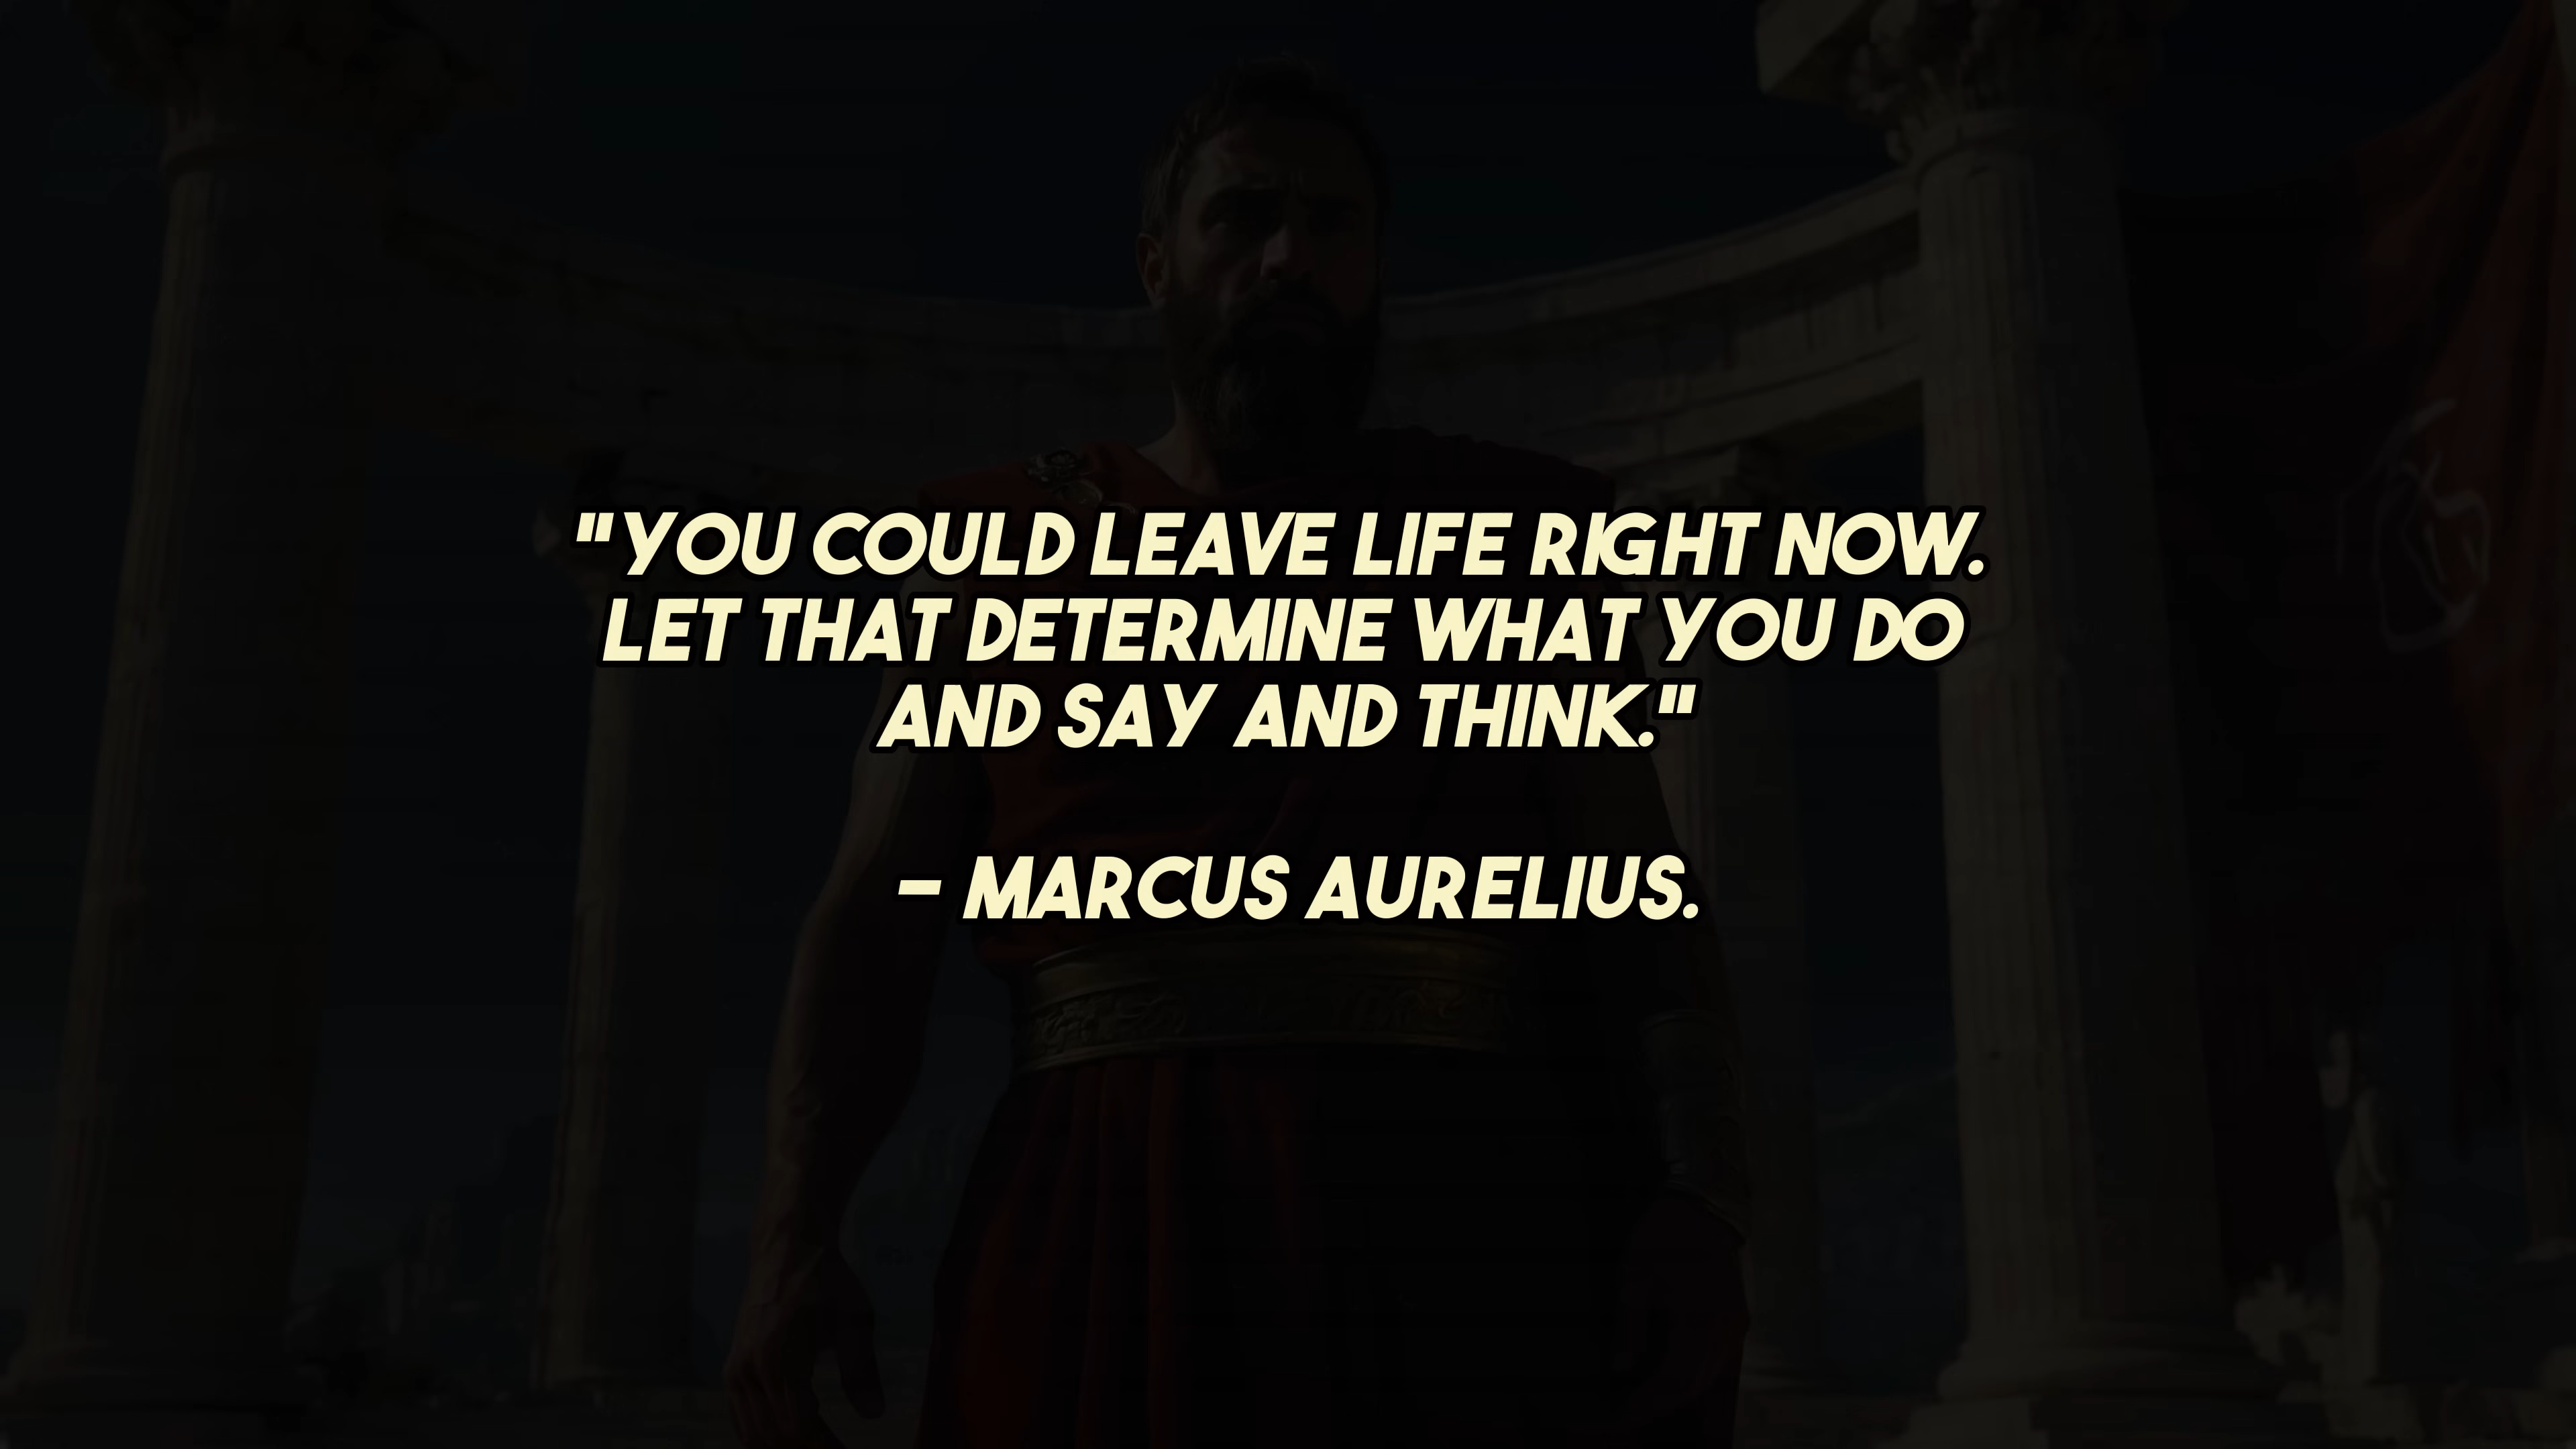 "YOU COULD LEAVE LIFE RIGHT NOW.
LET THAT DETERMINE WHAT YOU DO
AND SAY AND THINK."
– MARCUS AURELIUS.